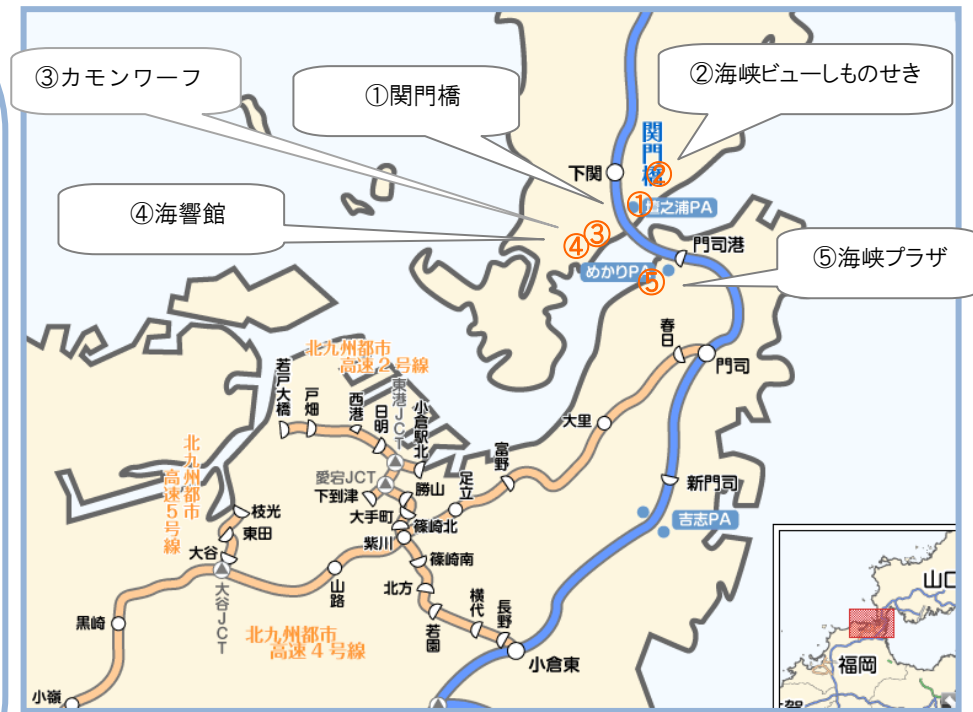 ③カモンワーフ
①関門橋
②海峡ビューしものせき
④海響館
⑤海峡プラザ
関門橋
下関
②
①
壇之浦PA
③
④
門司港
めかりPA
⑤
春日
門司
北九州都市
高速2号線
若戸大橋
戸畑
西港
日明
東港JCT
小倉駅北
大里
富野
足立
愛宕JCT
下到津
勝山
大手町
篠崎北
紫川
新門司
吉志PA
北九州都市
高速5号線
枝光
東田
大谷
大谷JCT
山路
篠崎南
北方
若園
横代
長野
小倉東
黒崎
北九州都市
高速4号線
小嶺
山口
福岡